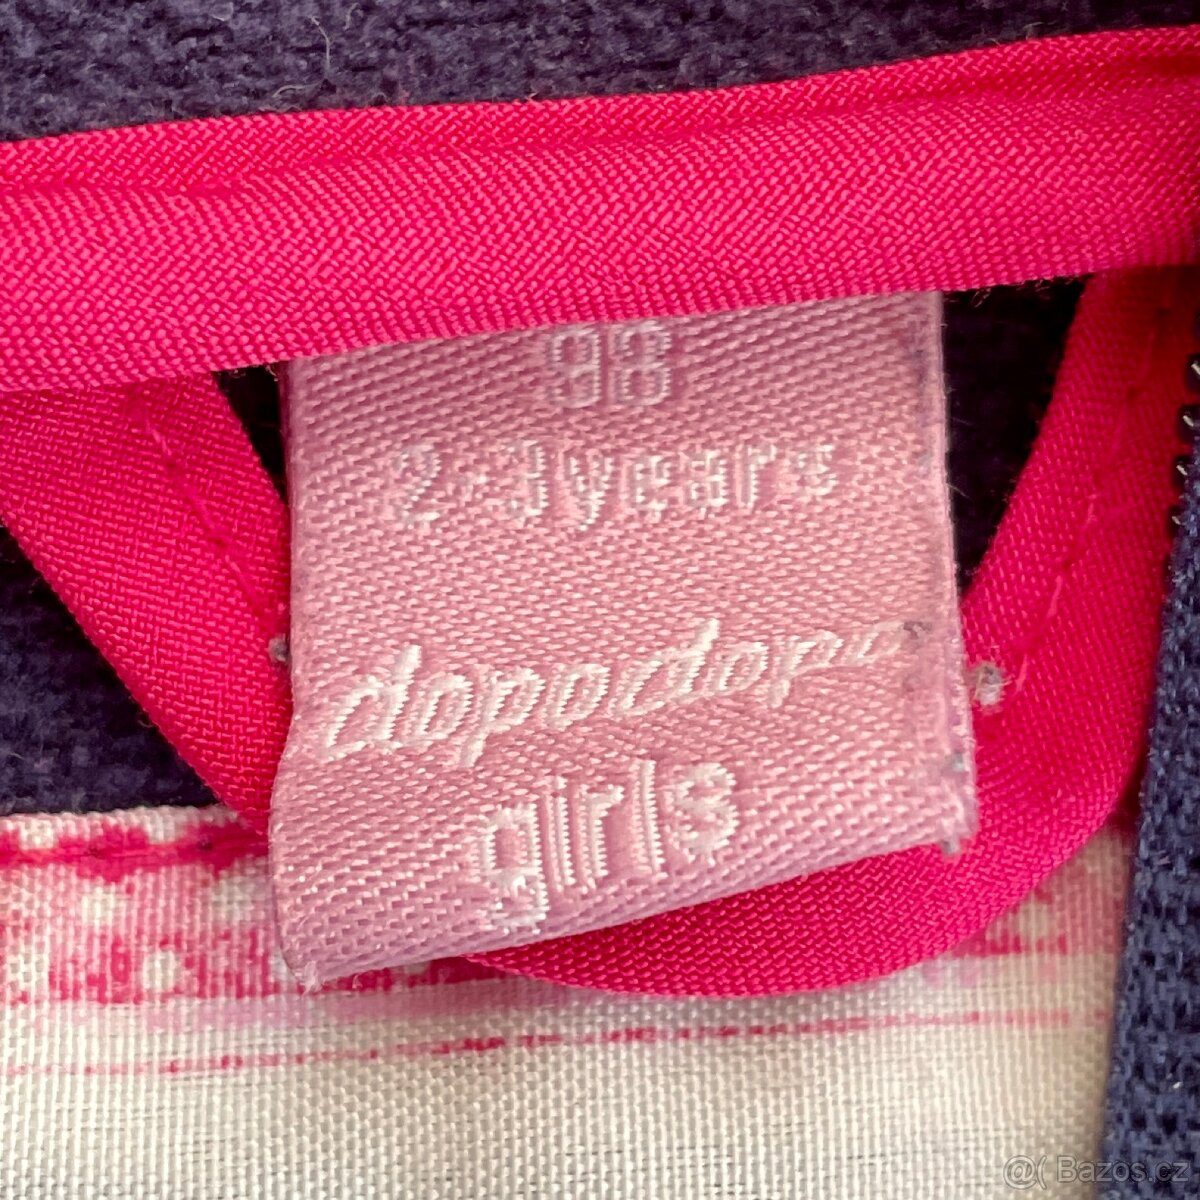 98
2-3years
dopodopo
girls
@( Bazos.cz